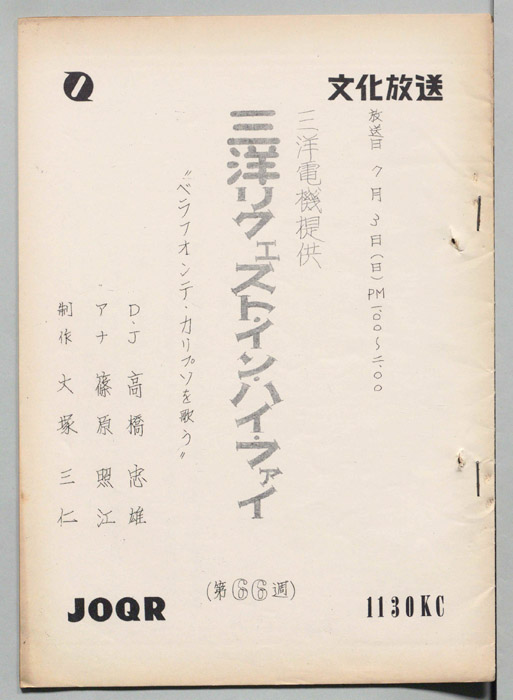 文化放送
放送日 7月3日(日) PM 1.00~2.00
三洋電機提供
三洋リクエスト・イン・ハイ・ファイ
"ベラフォンテ・カリプソを歌う"
D・J 高橋忠雄
アナ 篠原照江
制作 大塚三仁
(第66週)
JOQR
1130KC